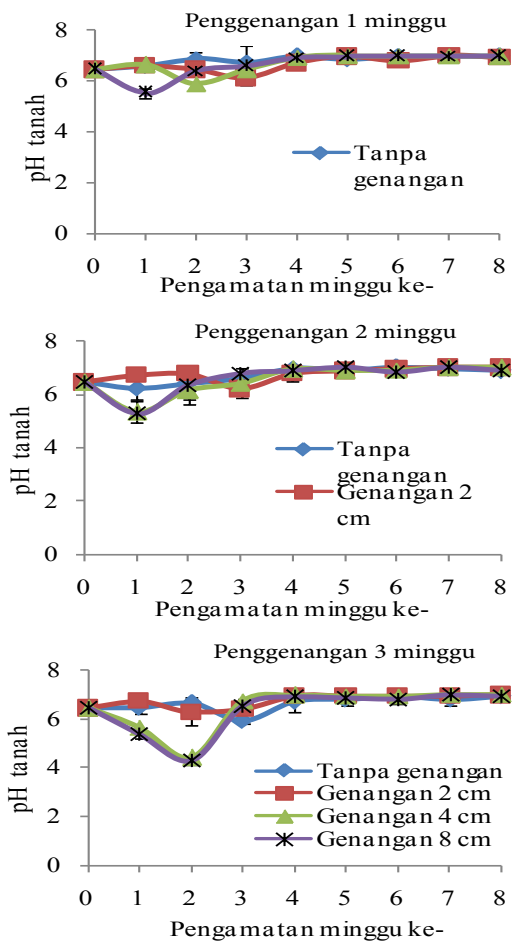 Penggenangan 1 minggu
8
6
4
2
0
pH tanah
Tanpa
genangan
0 1 2 3 4 5 6 7 8
Pengamatan minggu ke-
Penggenangan 2 minggu
8
6
4
2
0
pH tanah
Tanpa
genangan
Genangan 2
cm
0 1 2 3 4 5 6 7 8
Pengamatan minggu ke-
Penggenangan 3 minggu
8
6
4
2
0
pH tanah
Tanpa genangan
Genangan 2 cm
Genangan 4 cm
Genangan 8 cm
0 1 2 3 4 5 6 7 8
Pengamatan minggu ke-